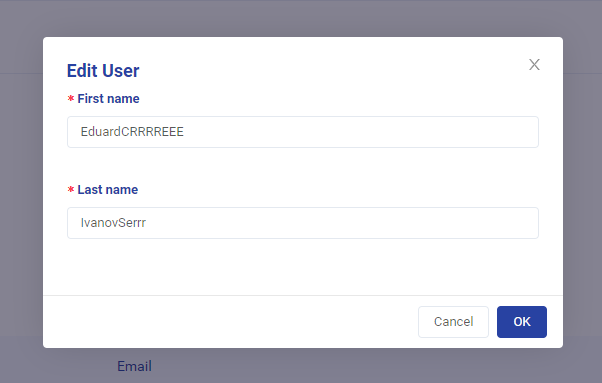 Edit User
* First name
EduardCRRRREEE
* Last name
IvanovSerrr
Cancel
OK
Email